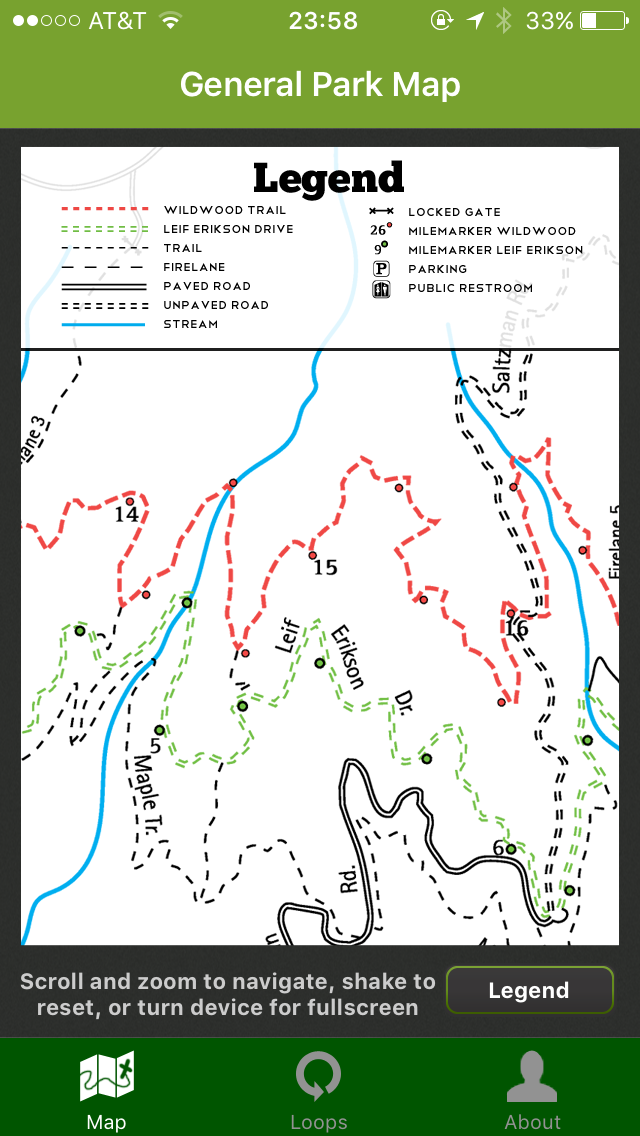 AT&T 23:58 33%
General Park Map
Legend
WILDWOOD TRAIL
LEIF ERIKSON DRIVE
TRAIL
FIRELANE
PAVED ROAD
UNPAVED ROAD
STREAM
LOCKED GATE
26 MILEMARKER WILDWOOD
9 MILEMARKER LEIF ERIKSON
P PARKING
PUBLIC RESTROOM
Saltzman Rd
lane 3
14
15
Firelane 5
16
Leif
Erikson
Dr.
5
Maple Tr.
6
Rd.
Scroll and zoom to navigate, shake to
reset, or turn device for fullscreen
Legend
Map Loops About